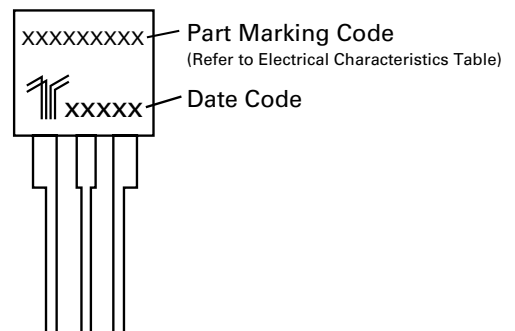 XXXXXXXXX
Part Marking Code
(Refer to Electrical Characteristics Table)
XXXXX
Date Code